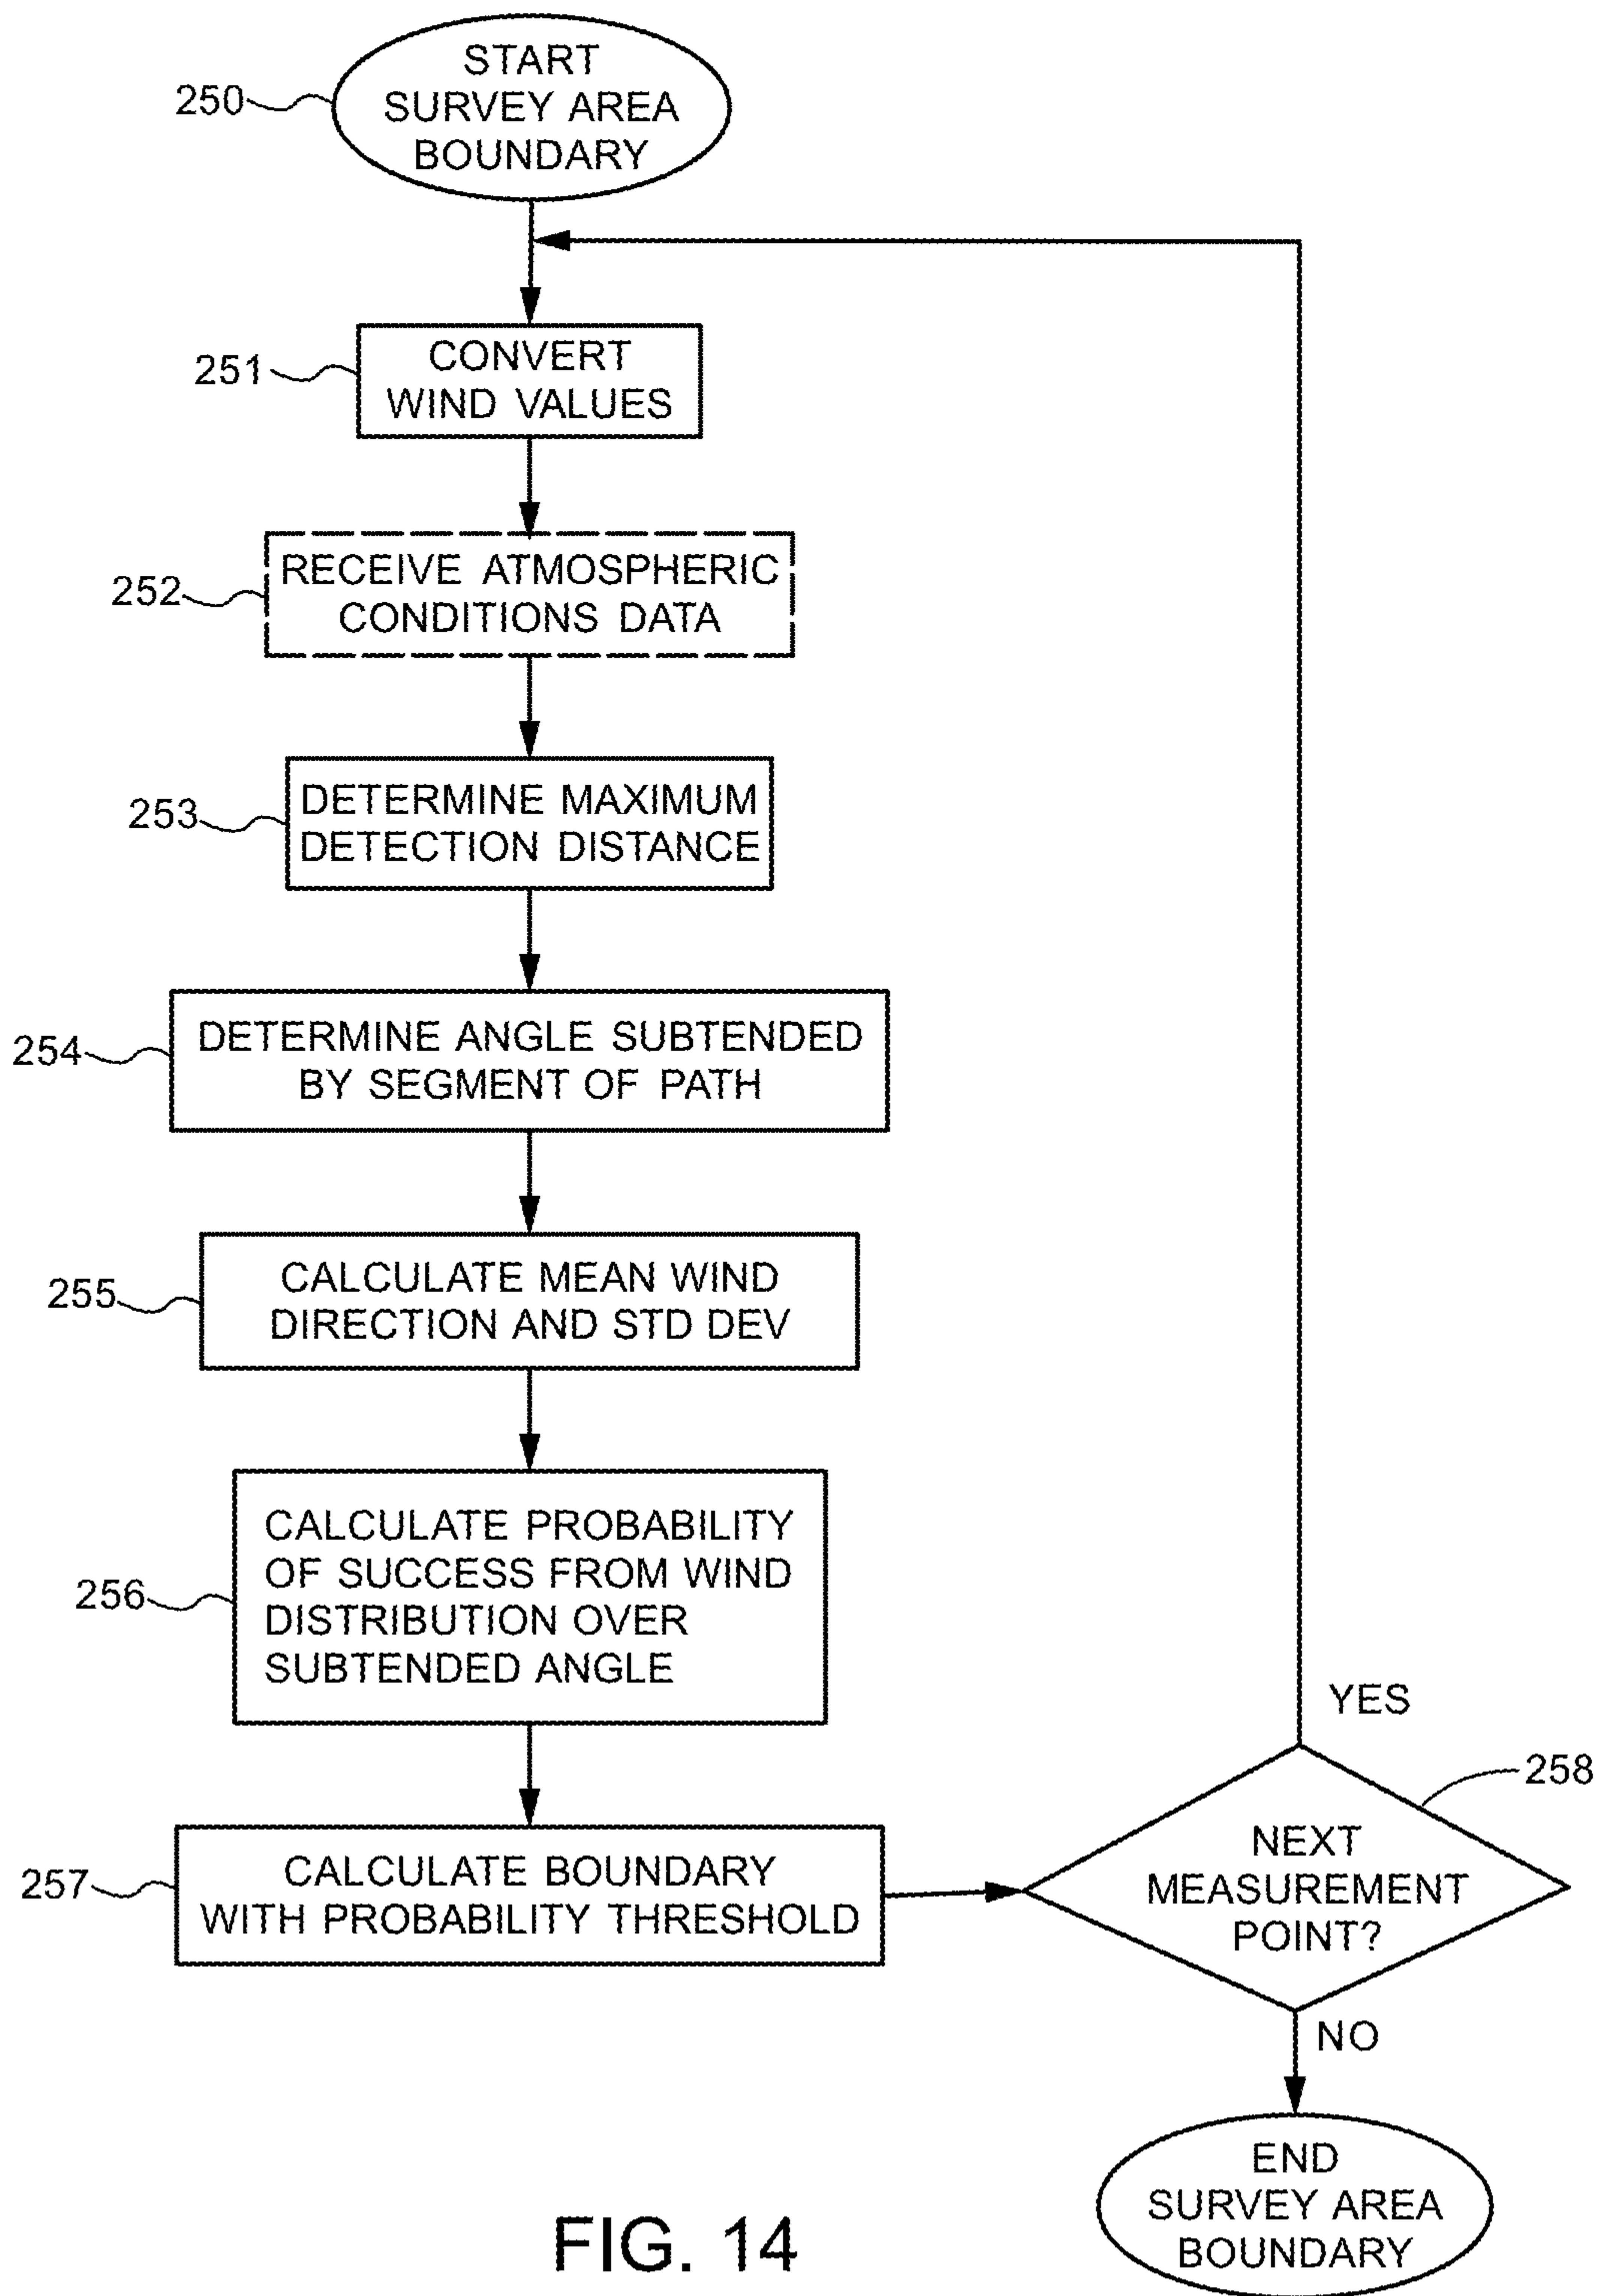 START
SURVEY AREA
BOUNDARY
250
CONVERT
WIND VALUES
251
RECEIVE ATMOSPHERIC
CONDITIONS DATA
252
DETERMINE MAXIMUM
DETECTION DISTANCE
253
DETERMINE ANGLE SUBTENDED
BY SEGMENT OF PATH
254
CALCULATE MEAN WIND
DIRECTION AND STD DEV
255
CALCULATE PROBABILITY
OF SUCCESS FROM WIND
DISTRIBUTION OVER
SUBTENDED ANGLE
256
CALCULATE BOUNDARY
WITH PROBABILITY THRESHOLD
257
YES
258
NEXT
MEASUREMENT
POINT?
NO
END
SURVEY AREA
BOUNDARY
FIG. 14